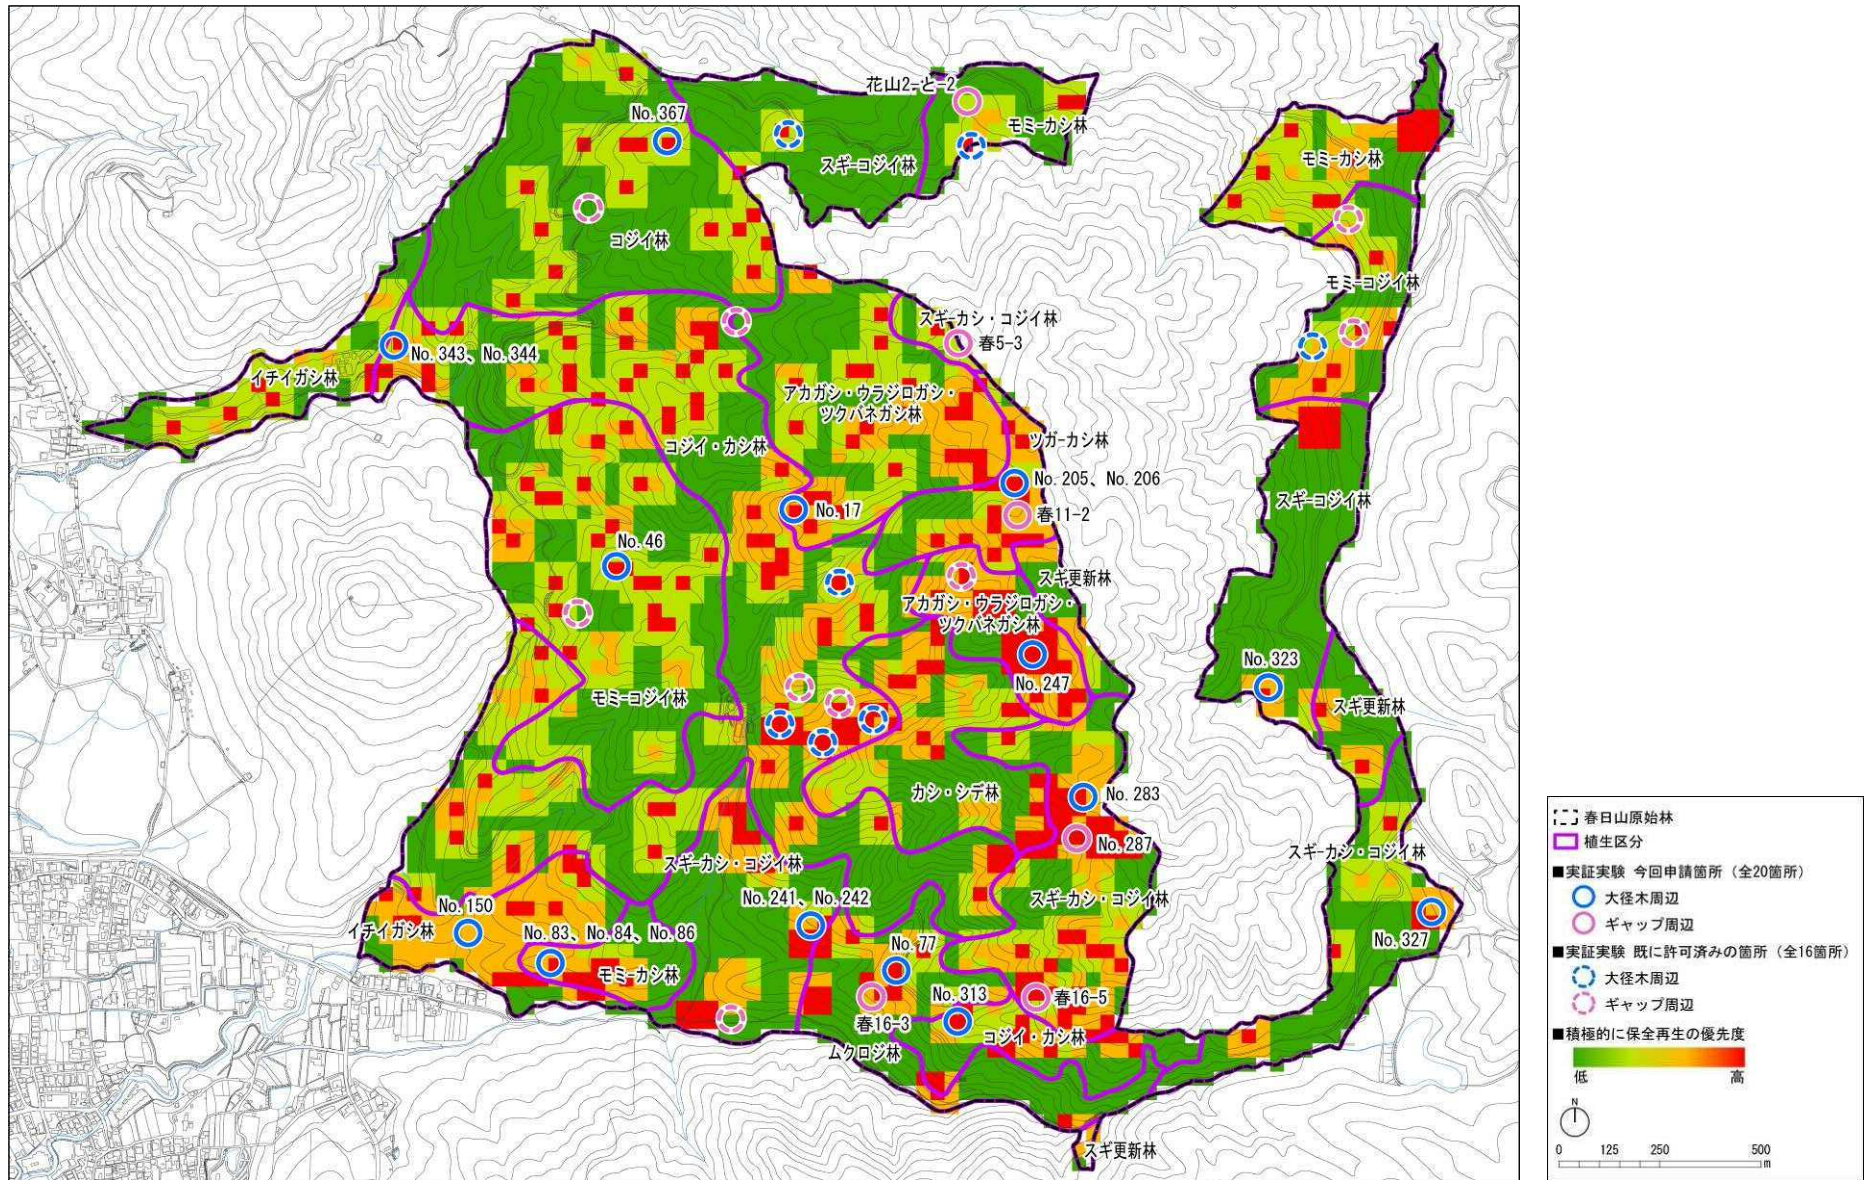 花山2-と-2
No.367
モミーカシ林
スギーコジイ林
モミーカシ林
コジイ林
モミーコジイ林
スギーカシ・コジイ林
春5-3
No.343、No.344
イチイガシ林
アカガシ・ウラジロガシ・
ツクバネガシ林
コジイ・カシ林
ツガーカシ林
No.205、No.206
スギーコジイ林
No.17
春11-2
No.46
スギ更新林
アカガシ・ウラジロガシ・
ツクバネガシ林
No.323
No.247
モミーコジイ林
スギ更新林
カシ・シデ林
No.283
No.287
スギーカシ・コジイ林
スギーカシ・コジイ林
No.241、No.242
スギーカシ・コジイ林
No.150
イチイガシ林
No.83、No.84、No.86
No.327
No.77
モミーカシ林
No.313
春16-5
春16-3
コジイ・カシ林
ムクロジ林
スギ更新林
春日山原始林
植生区分
■実証実験 今回申請箇所（全20箇所）
大径木周辺
ギャップ周辺
■実証実験 既に許可済みの箇所（全16箇所）
大径木周辺
ギャップ周辺
■積極的に保全再生の優先度
低 高
N
0 125 250 500
m